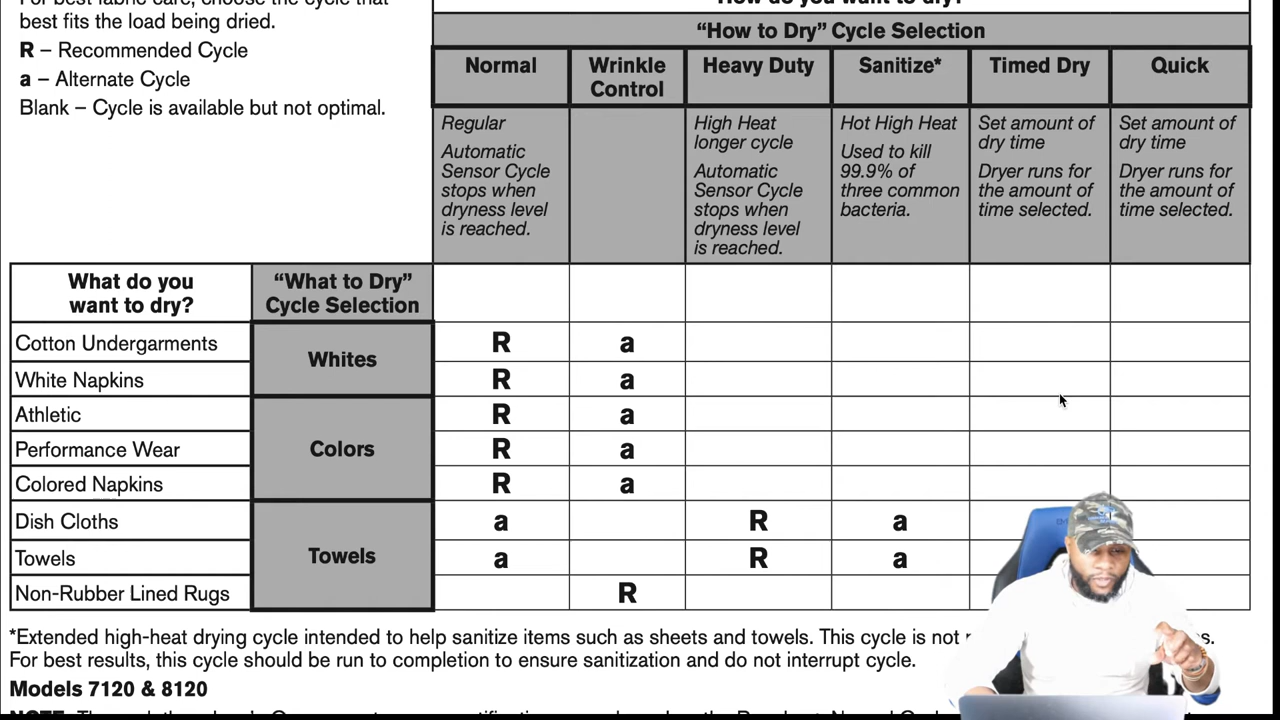 For best fabric care, choose the cycle that
best fits the load being dried.
R – Recommended Cycle
a – Alternate Cycle
Blank – Cycle is available but not optimal.
How do you want to dry?
“How to Dry” Cycle Selection
Normal
Wrinkle
Control
Heavy Duty
Sanitize*
Timed Dry
Quick
Regular
Automatic
Sensor Cycle
stops when
dryness level
is reached.
High Heat
longer cycle
Automatic
Sensor Cycle
stops when
dryness level
is reached.
Hot High Heat
Used to kill
99.9% of
three common
bacteria.
Set amount of
dry time
Dryer runs for
the amount of
time selected.
Set amount of
dry time
Dryer runs for
the amount of
time selected.
What do you
want to dry?
“What to Dry”
Cycle Selection
Cotton Undergarments
Whites
R a
White Napkins
R a
Athletic
R a
Performance Wear
Colors
R a
Colored Napkins
R a
Dish Cloths
a R a
Towels
Towels
a R a
Non-Rubber Lined Rugs
R
*Extended high-heat drying cycle intended to help sanitize items such as sheets and towels. This cycle is not
For best results, this cycle should be run to completion to ensure sanitization and do not interrupt cycle.
Models 7120 & 8120